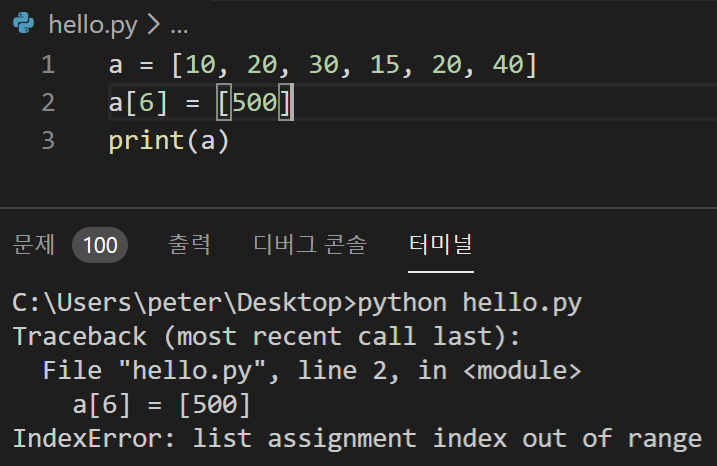 hello.py > ...
1 a = [10, 20, 30, 15, 20, 40]
2 a[6] = [500]
3 print(a)
문제 100 출력 디버그 콘솔 터미널
C:\Users\peter\Desktop>python hello.py
Traceback (most recent call last):
  File "hello.py", line 2, in <module>
    a[6] = [500]
IndexError: list assignment index out of range